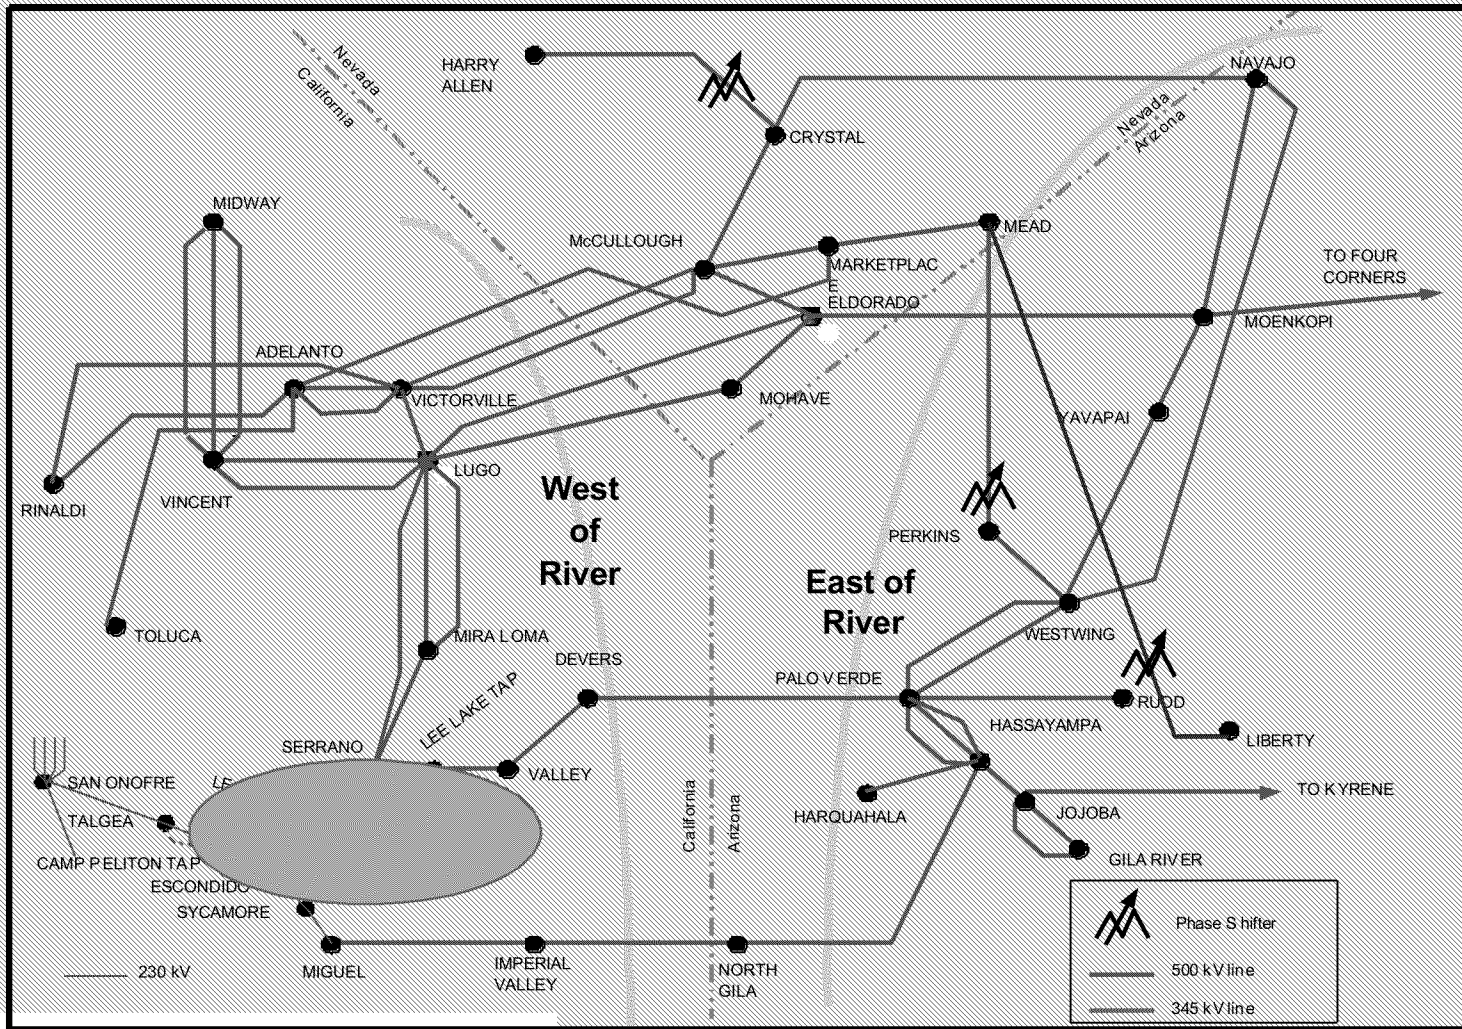 HARRY
ALLEN
Nevada
California
NAVAJO
Nevada
Arizona
CRYSTAL
MIDWAY
McCULLOUGH
MEAD
MARKETPLAC
E
ELDORADO
TO FOUR
CORNERS
MOENKOPI
ADELANTO
VICTORVILLE
MOHAVE
YAVAPAI
LUGO
VINCENT
RINALDI
West
of
River
PERKINS
East of
River
TOLUCA
MIRA LOMA
WESTWING
DEVERS
PALO VERDE
LEE LAKE TAP
RUDD
HASSAYAMPA
LIBERTY
SERRANO
VALLEY
SAN ONOFRE
LE
TO KYRENE
TALGEA
HARQUAHALA
JOJOBA
California
Arizona
CAMP PELITON TAP
GILA RIVER
ESCONDIDO
SYCAMORE
Phase Shifter
230 kV
MIGUEL
IMPERIAL
VALLEY
NORTH
GILA
500 kV line
345 kV line